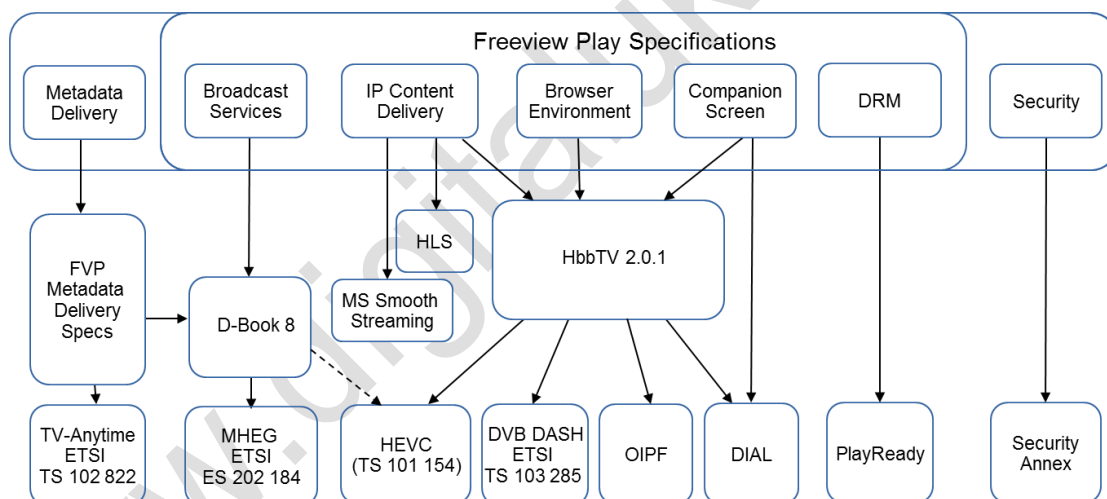 Freeview Play Specifications
Metadata
Delivery
Broadcast
Services
IP Content
Delivery
Browser
Environment
Companion
Screen
DRM
Security
FVP
Metadata
Delivery
Specs
D-Book 8
HLS
MS Smooth
Streaming
HbbTV 2.0.1
TV-Anytime
ETSI
TS 102 822
MHEG
ETSI
ES 202 184
HEVC
(TS 101 154)
DVB DASH
ETSI
TS 103 285
OIPF
DIAL
PlayReady
Security
Annex